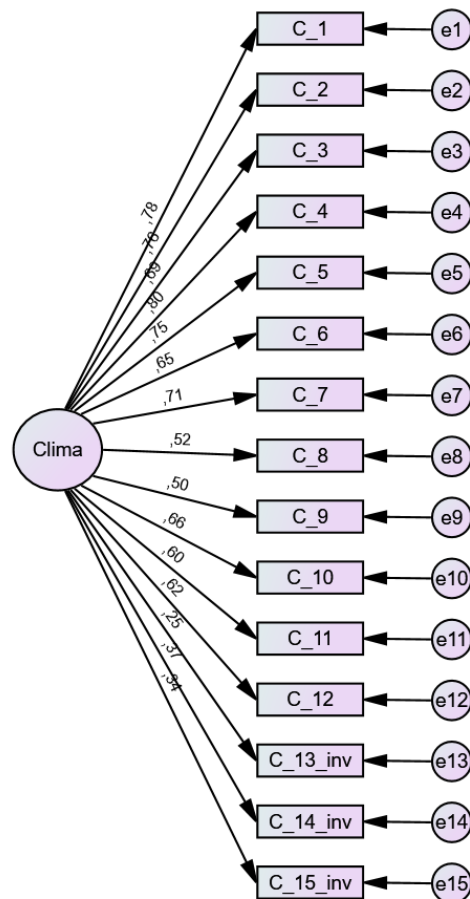 C_1
e1
C_2
e2
C_3
e3
C_4
e4
C_5
e5
C_6
e6
C_7
e7
C_8
e8
C_9
e9
C_10
e10
C_11
e11
C_12
e12
C_13_inv
e13
C_14_inv
e14
C_15_inv
e15
Clima
,78
,76
,69
,80
,75
,65
,71
,52
,50
,66
,60
,62
,25
,37
,34